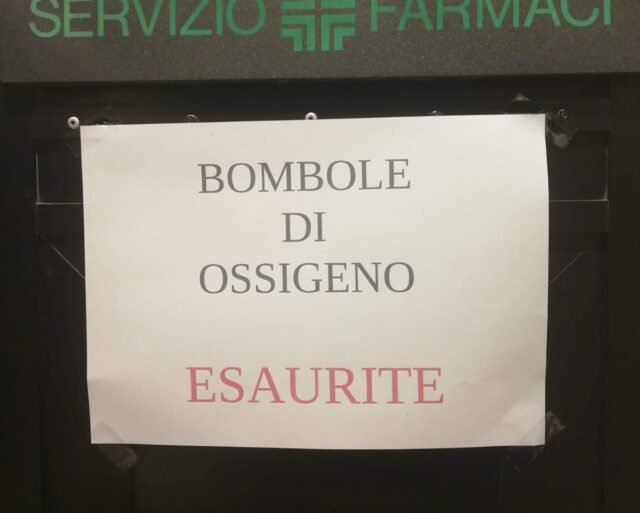 SERVIZIO FARMACI
BOMBOLE
DI
OSSIGENO
ESAURITE